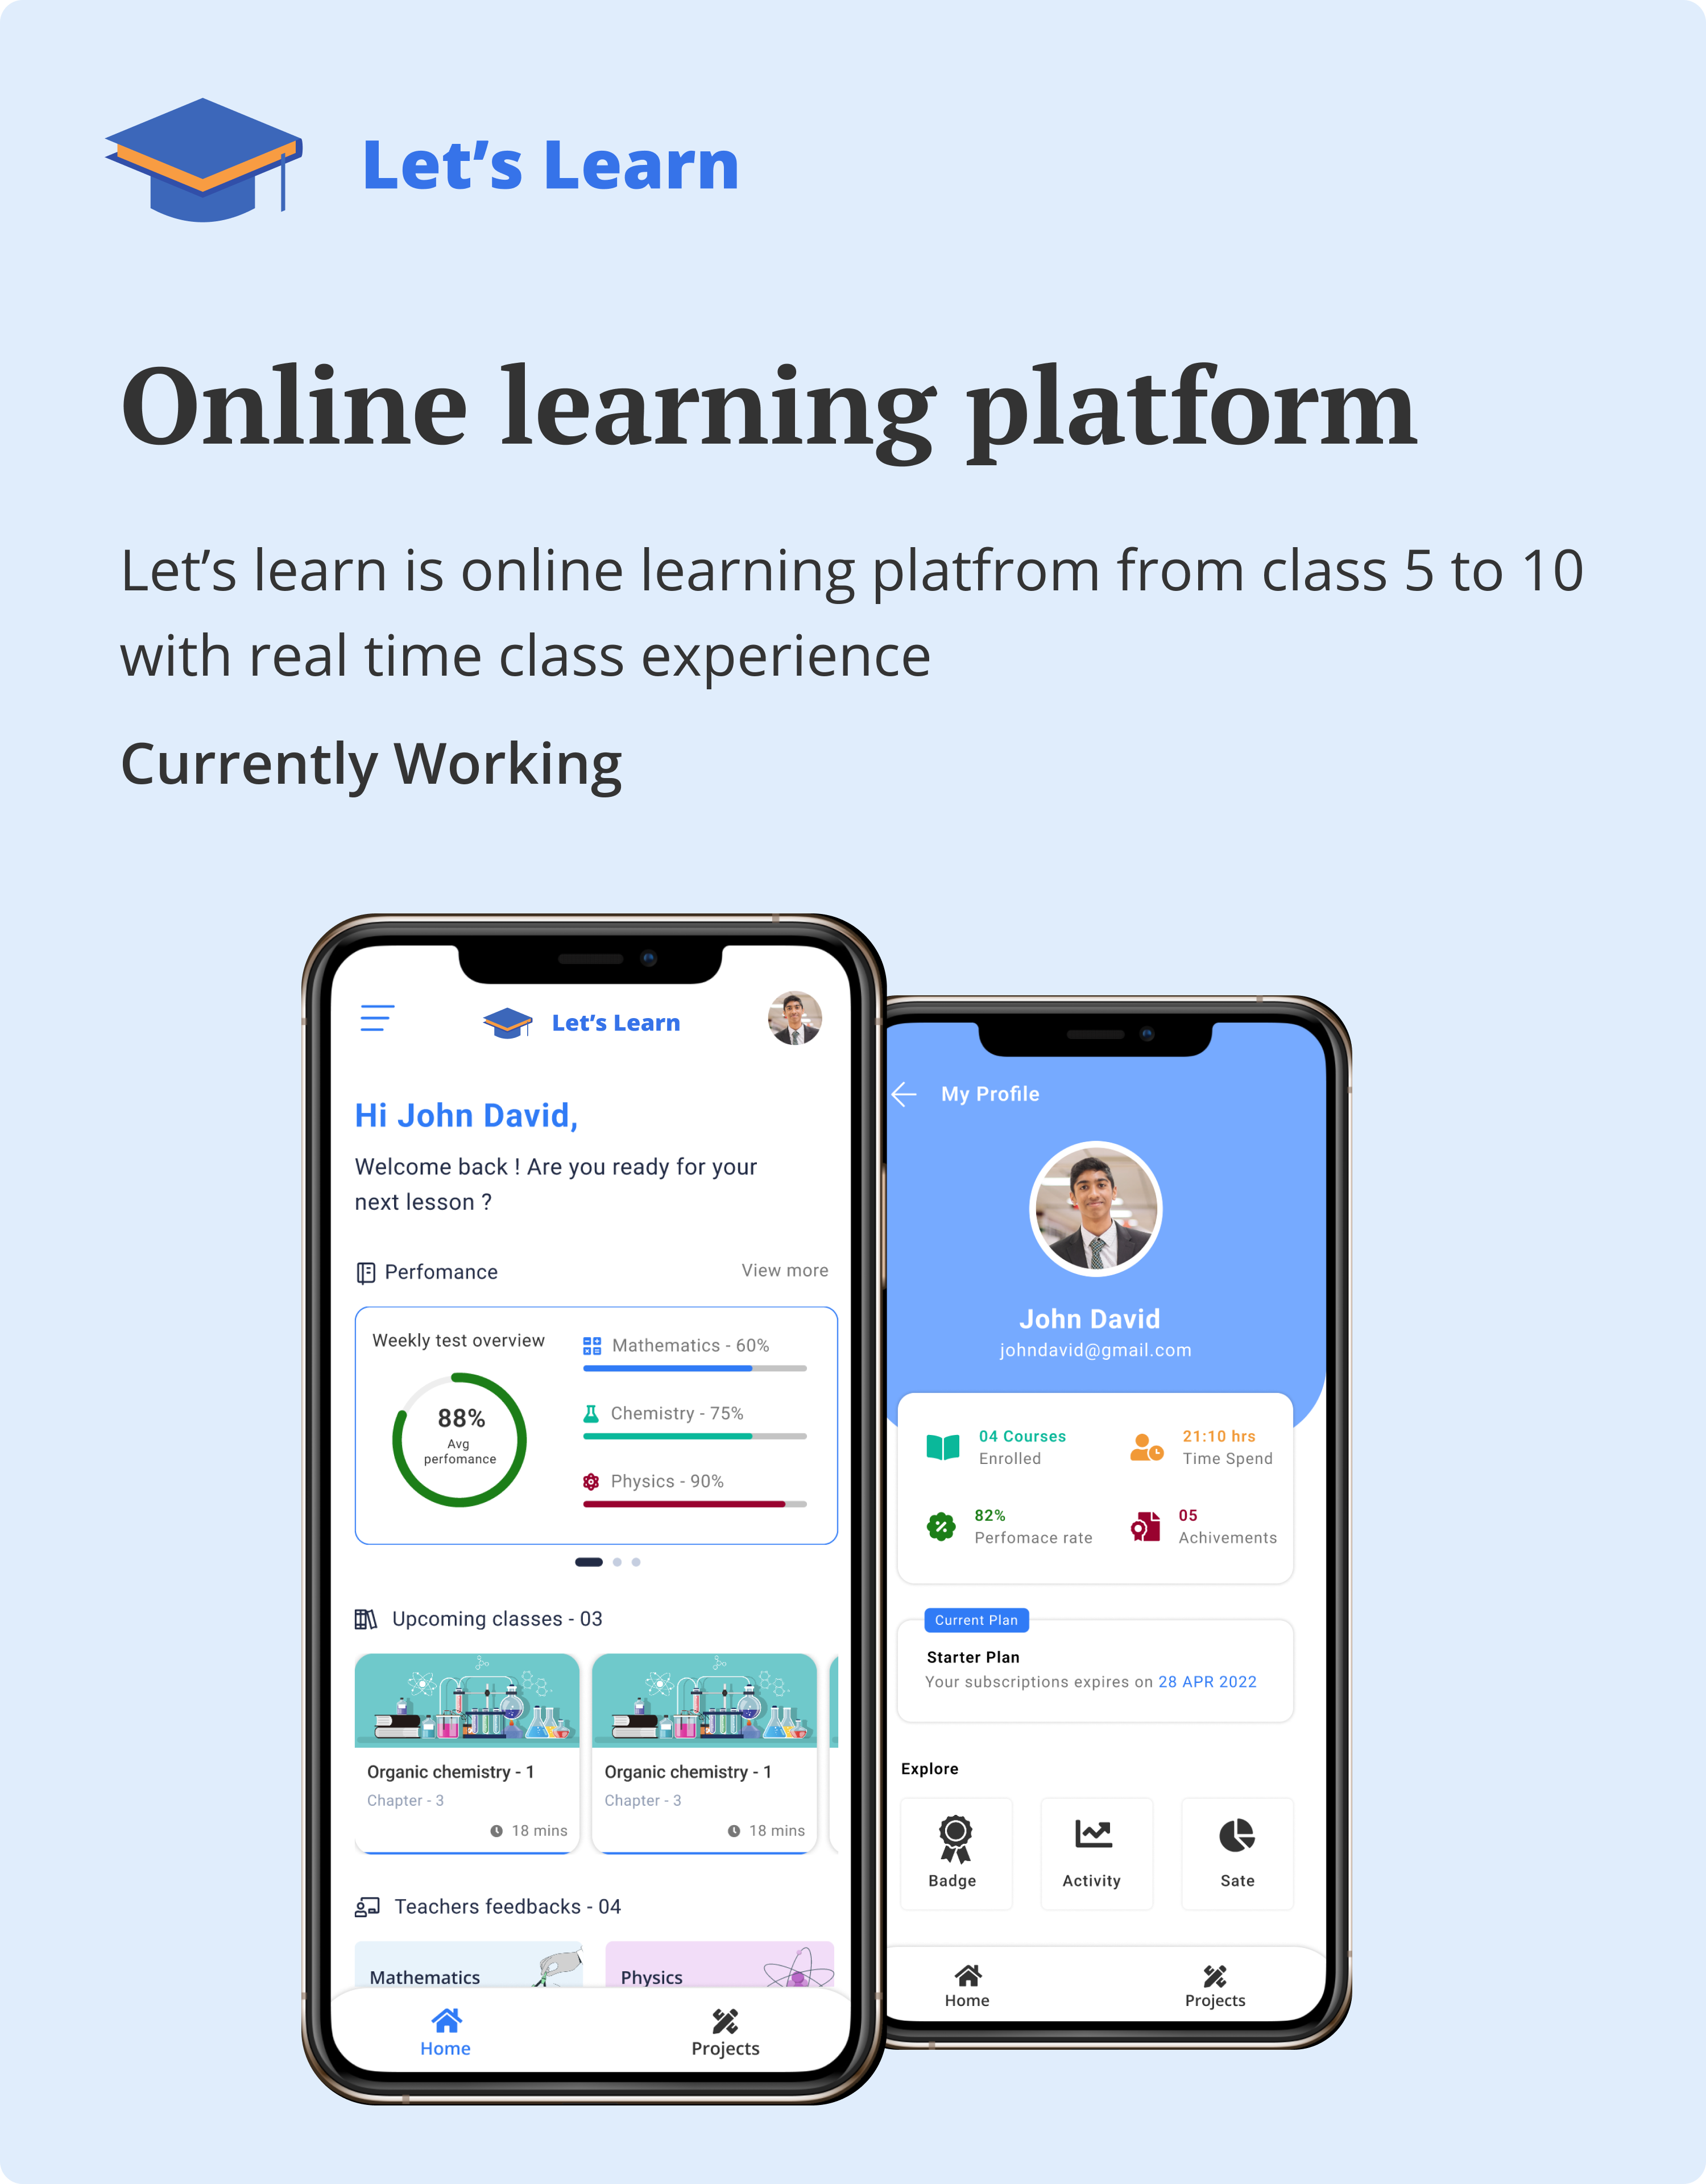 Let’s Learn
Online learning platform
Let’s learn is online learning platfrom from class 5 to 10
with real time class experience
Currently Working
Let’s Learn
Hi John David,
Welcome back ! Are you ready for your
next lesson ?
Perfomance
View more
Weekly test overview
88%
Avg
perfomance
Mathematics - 60%
Chemistry - 75%
Physics - 90%
Upcoming classes - 03
Organic chemistry - 1
Chapter - 3
18 mins
Organic chemistry - 1
Chapter - 3
18 mins
Teachers feedbacks - 04
Mathematics
Physics
Home
Projects
My Profile
John David
johndavid@gmail.com
04 Courses
Enrolled
21:10 hrs
Time Spend
82%
Perfomace rate
05
Achivements
Current Plan
Starter Plan
Your subscriptions expires on 28 APR 2022
Explore
Badge
Activity
Sate
Home
Projects